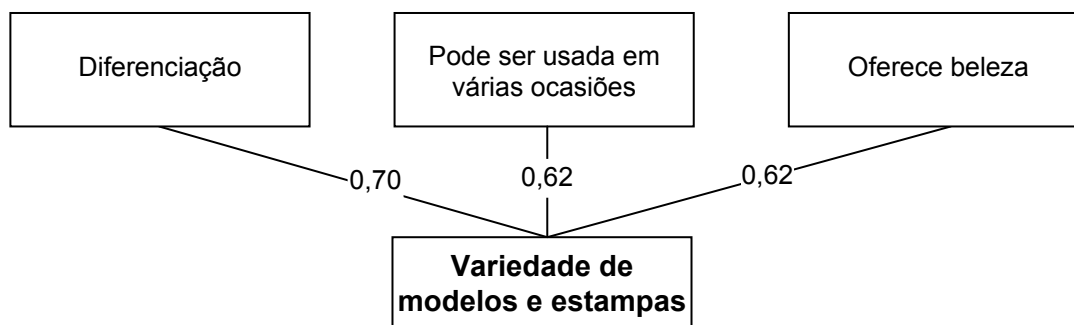 Diferenciação
Pode ser usada em
várias ocasiões
Oferece beleza
0,70
0,62
0,62
Variedade de
modelos e estampas